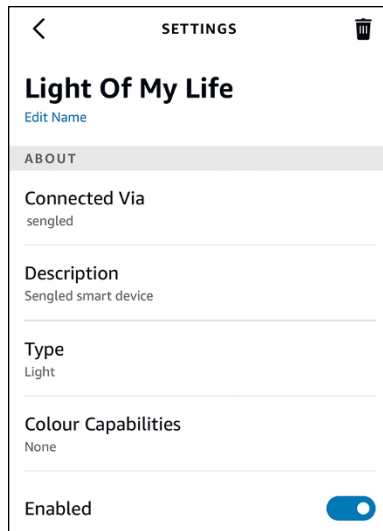 SETTINGS
Light Of My Life
Edit Name
ABOUT
Connected Via
sengled
Description
Sengled smart device
Type
Light
Colour Capabilities
None
Enabled